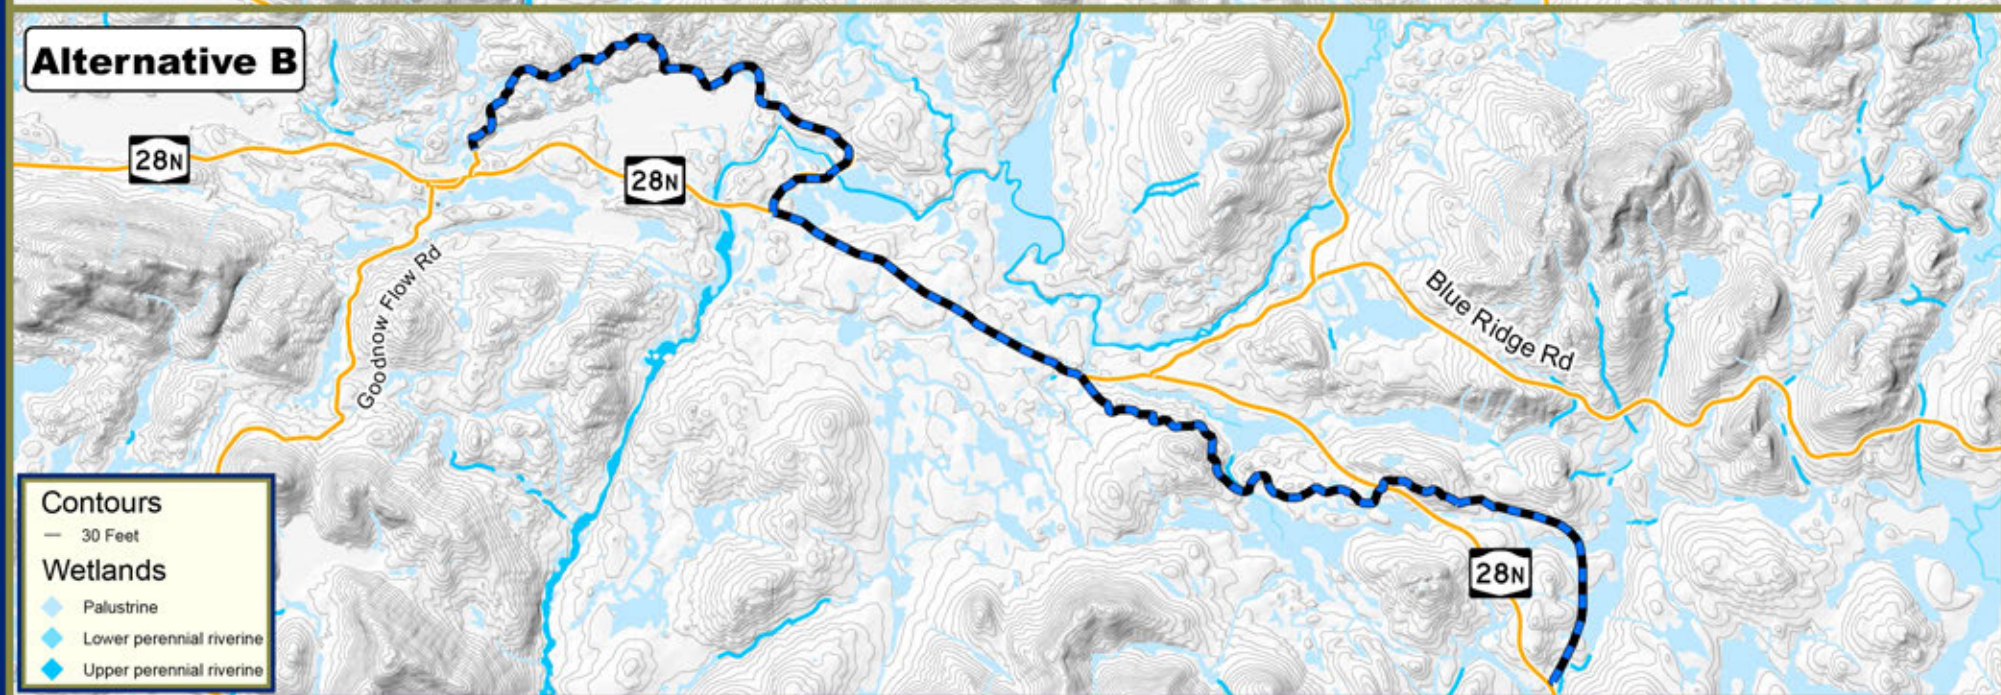 Alternative B
28N
28N
Goodnow Flow Rd
Blue Ridge Rd
28N
Contours
30 Feet
Wetlands
Palustrine
Lower perennial riverine
Upper perennial riverine